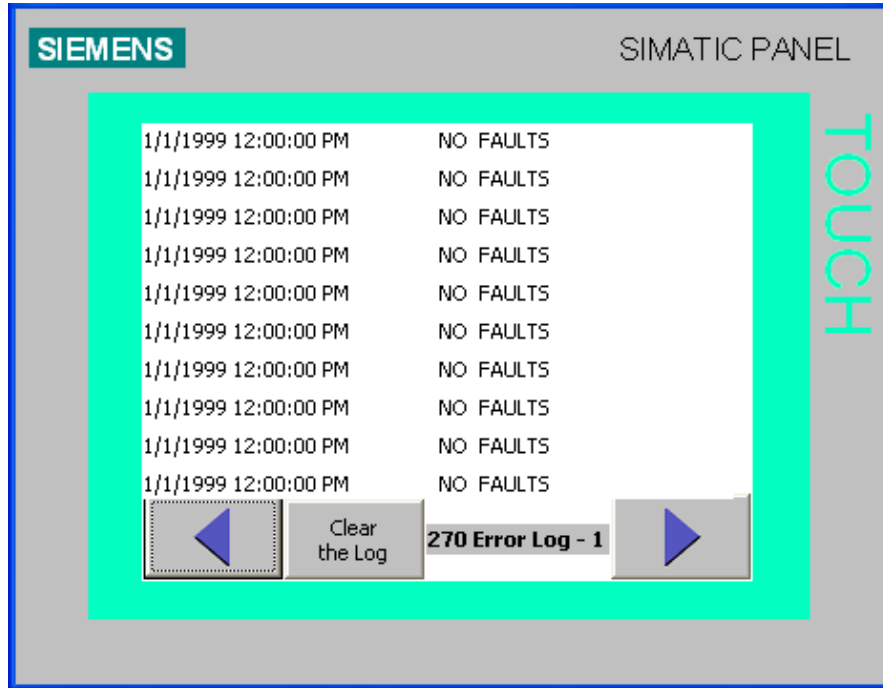 SIEMENS
SIMATIC PANEL
TOUCH
1/1/1999 12:00:00 PM NO FAULTS
1/1/1999 12:00:00 PM NO FAULTS
1/1/1999 12:00:00 PM NO FAULTS
1/1/1999 12:00:00 PM NO FAULTS
1/1/1999 12:00:00 PM NO FAULTS
1/1/1999 12:00:00 PM NO FAULTS
1/1/1999 12:00:00 PM NO FAULTS
1/1/1999 12:00:00 PM NO FAULTS
1/1/1999 12:00:00 PM NO FAULTS
1/1/1999 12:00:00 PM NO FAULTS
Clear
the Log
270 Error Log - 1